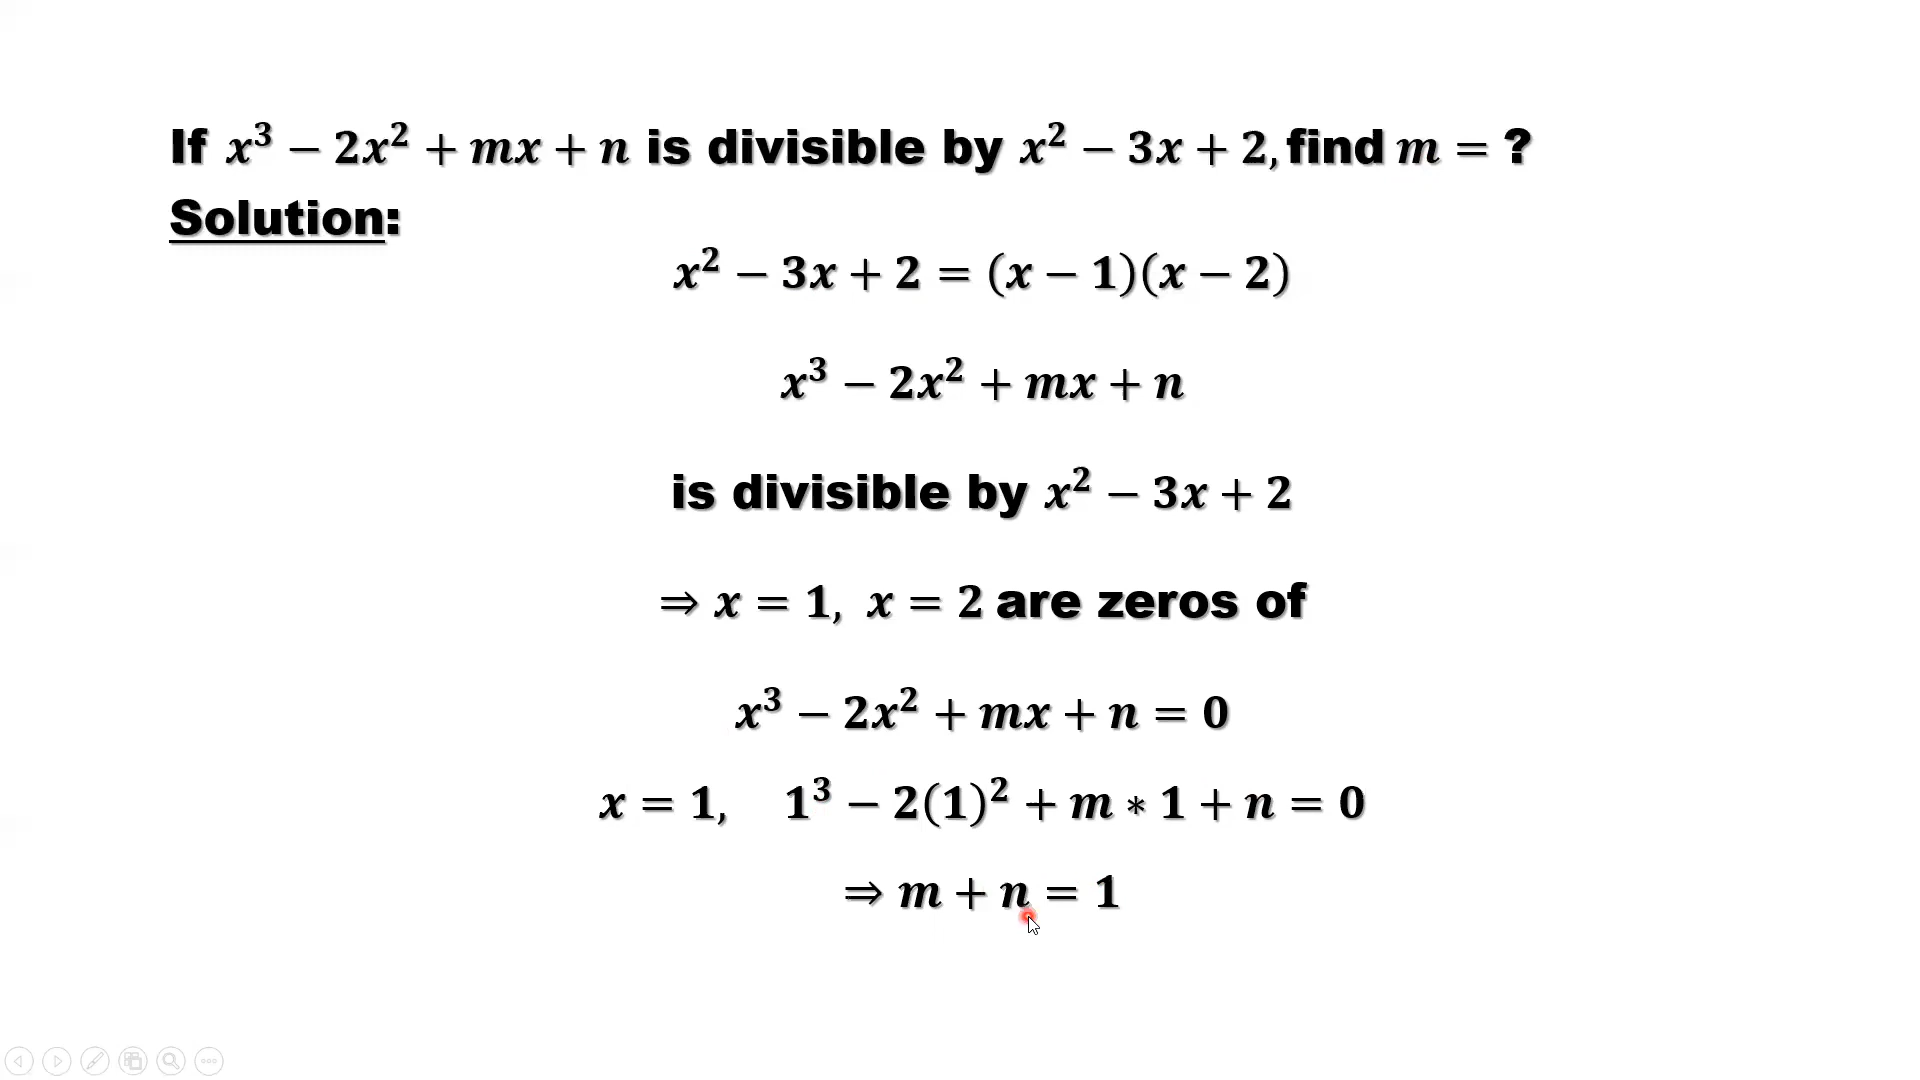 If x³ − 2x² + mx + n is divisible by x² − 3x + 2, find m = ?
Solution:
x² − 3x + 2 = (x − 1)(x − 2)
x³ − 2x² + mx + n
is divisible by x² − 3x + 2
⇒ x = 1, x = 2 are zeros of
x³ − 2x² + mx + n = 0
x = 1, 1³ − 2(1)² + m ∗ 1 + n = 0
⇒ m + n = 1